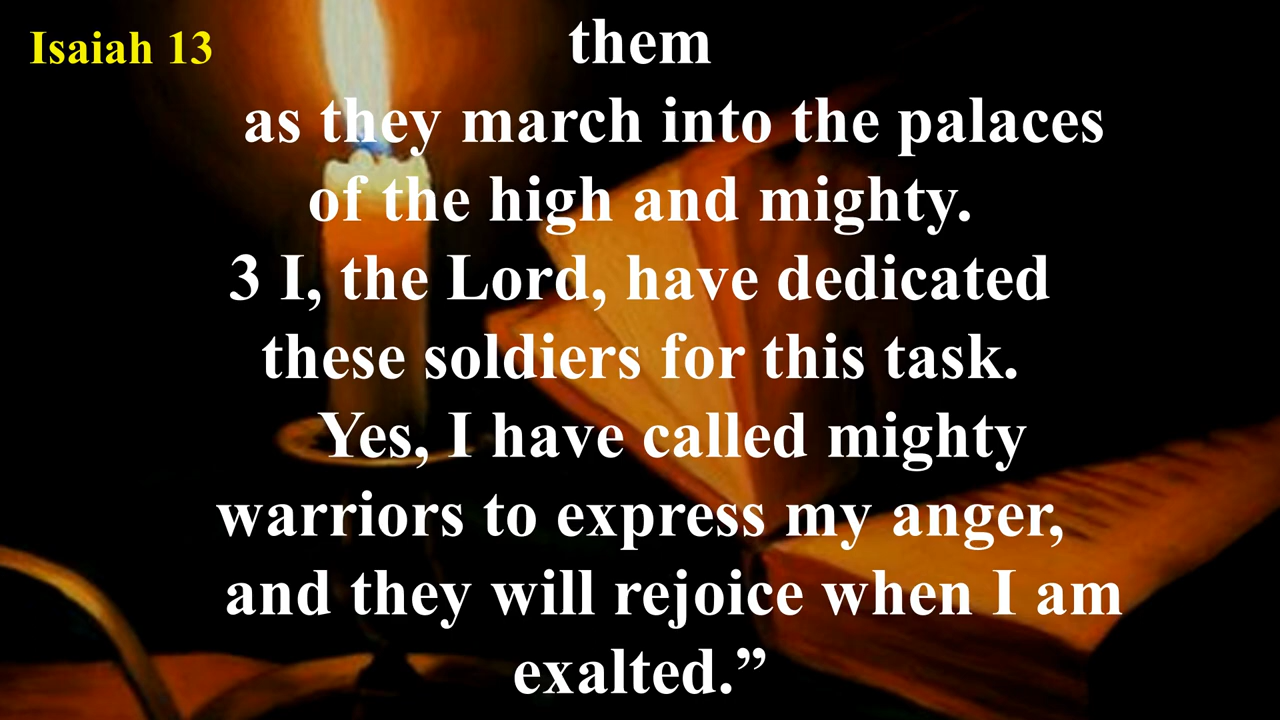 Isaiah 13
them
as they march into the palaces
of the high and mighty.
3 I, the Lord, have dedicated
these soldiers for this task.
Yes, I have called mighty
warriors to express my anger,
and they will rejoice when I am
exalted.”